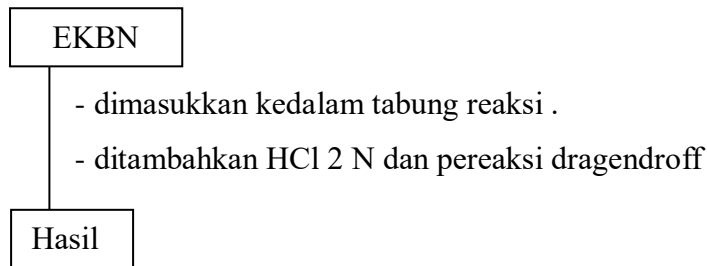 EKBN
- dimasukkan kedalam tabung reaksi .
- ditambahkan HCl 2 N dan pereaksi dragendroff
Hasil